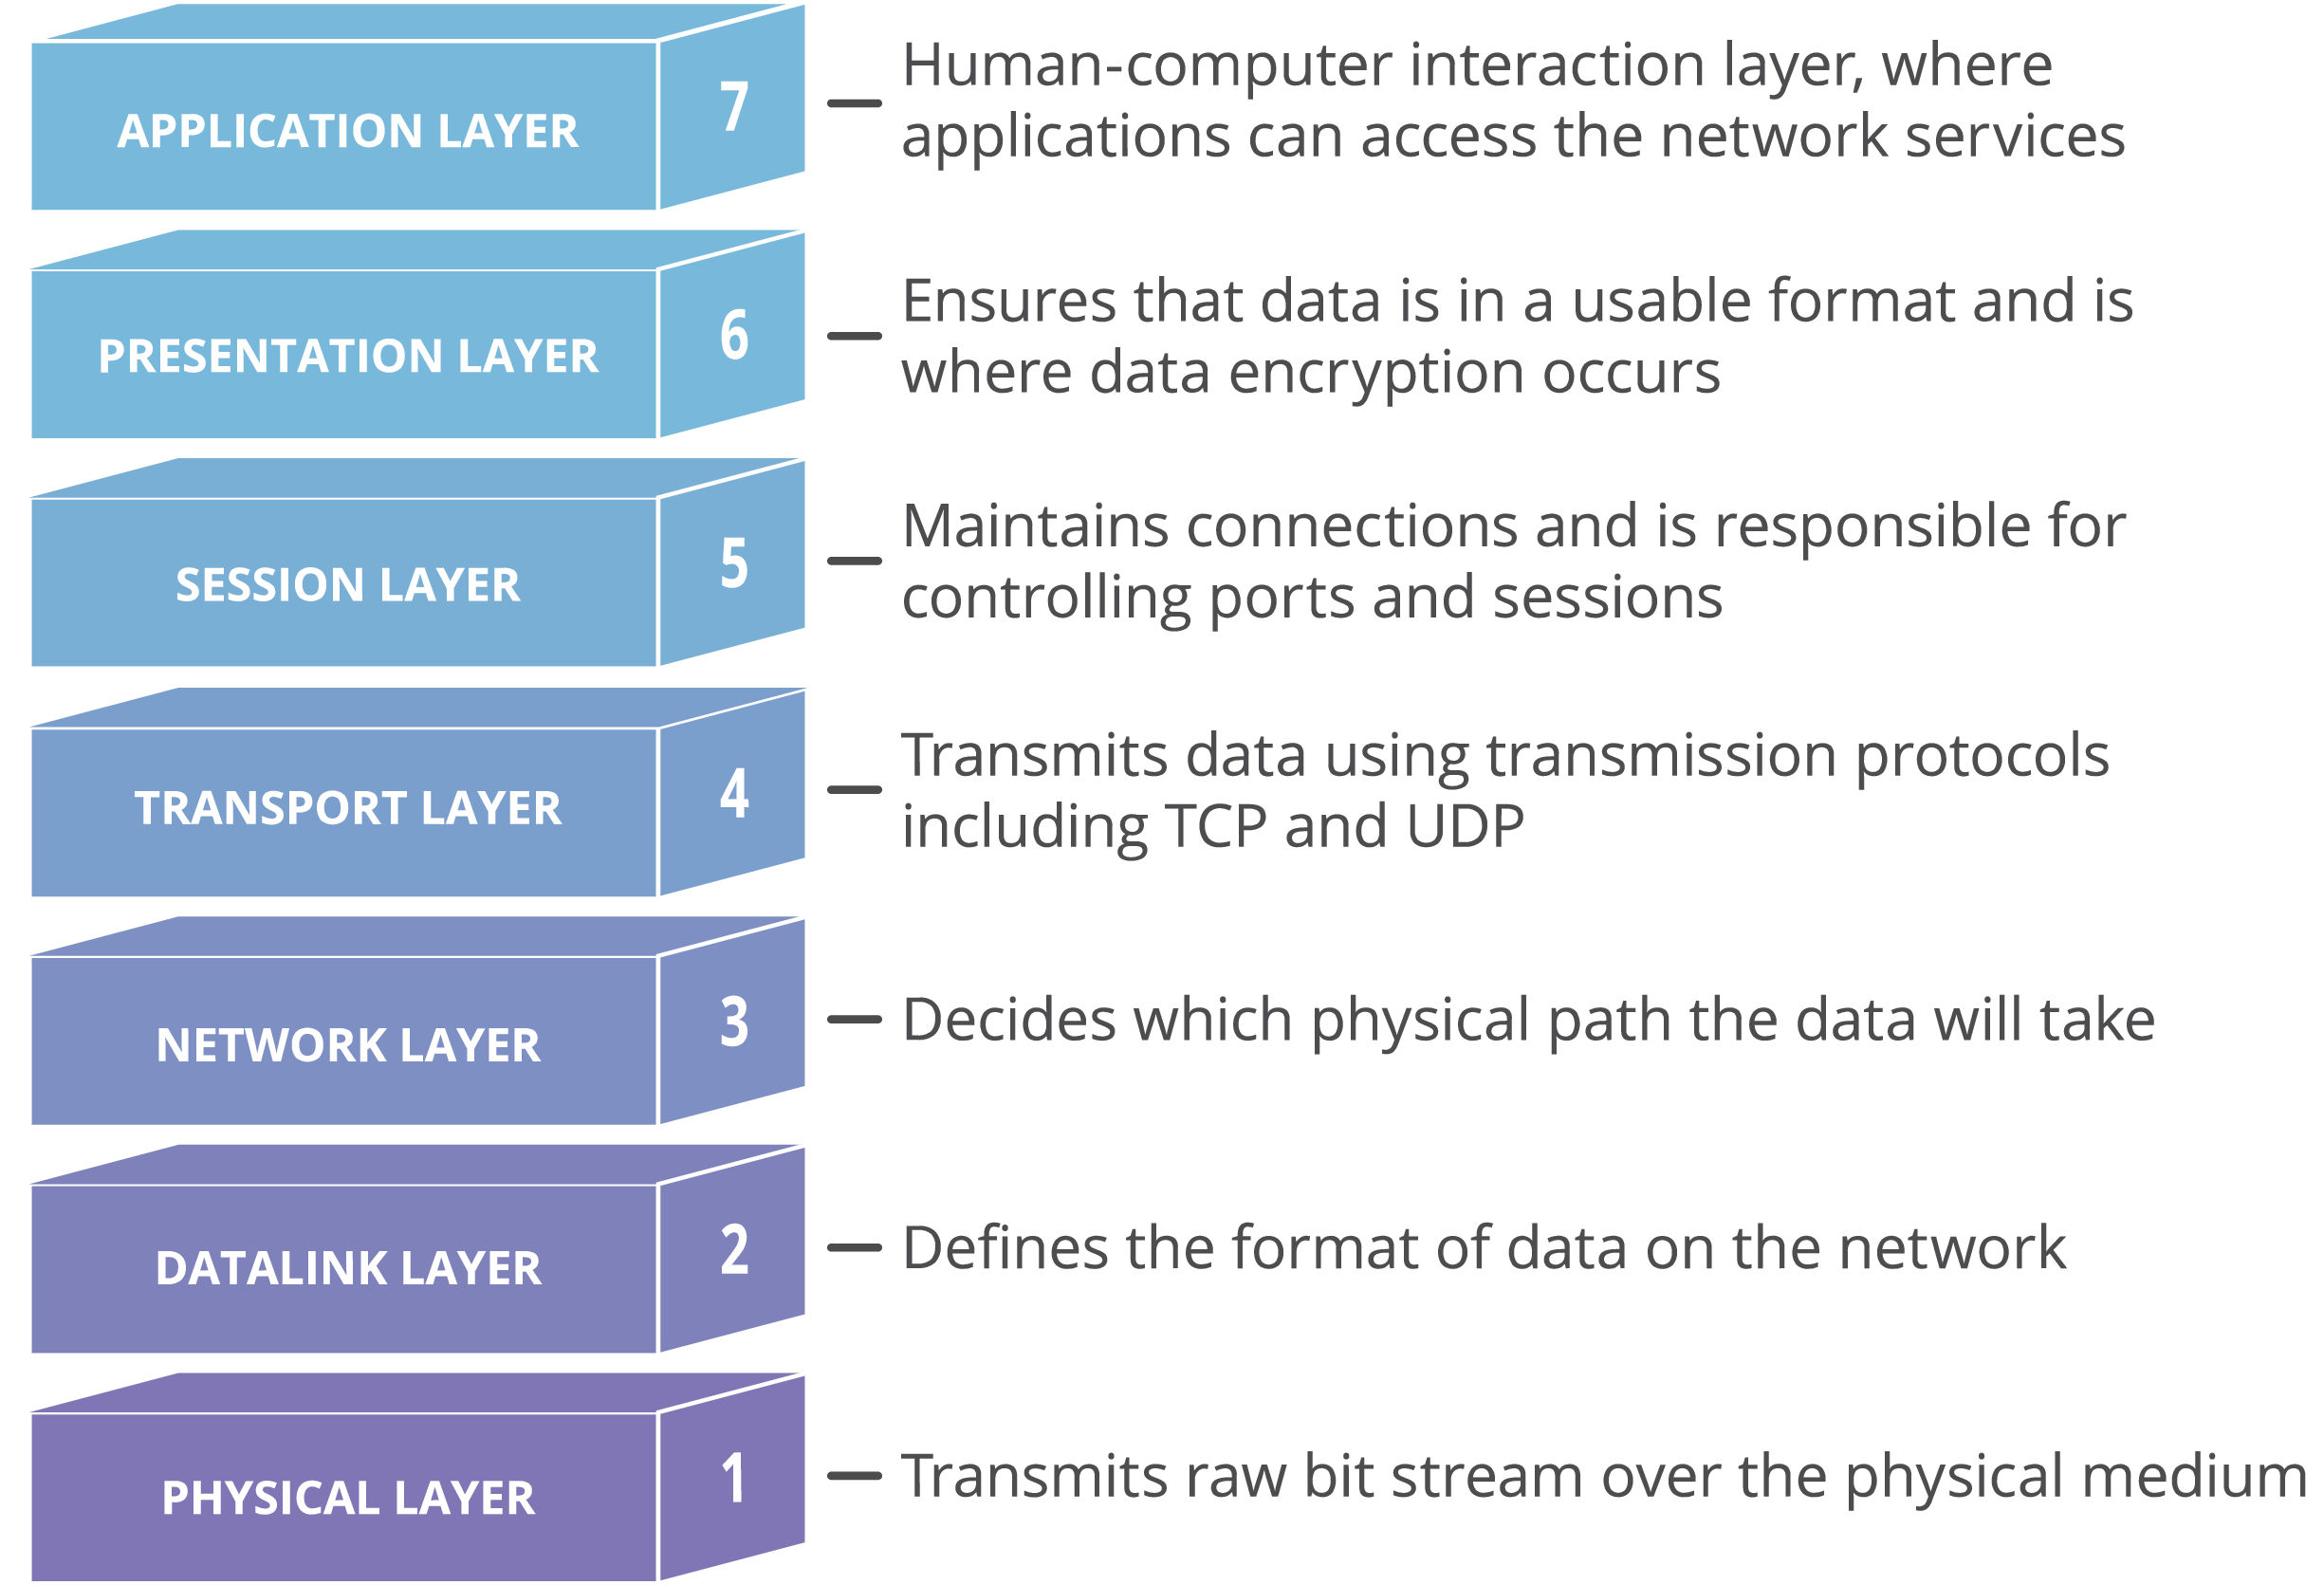 APPLICATION LAYER
7
Human-computer interaction layer, where
applications can access the network services
PRESENTATION LAYER
6
Ensures that data is in a usable format and is
where data encryption occurs
SESSION LAYER
5
Maintains connections and is responsible for
controlling ports and sessions
TRANSPORT LAYER
4
Transmits data using transmission protocols
including TCP and UDP
NETWORK LAYER
3
Decides which physical path the data will take
DATALINK LAYER
2
Defines the format of data on the network
PHYSICAL LAYER
1
Transmits raw bit stream over the physical medium